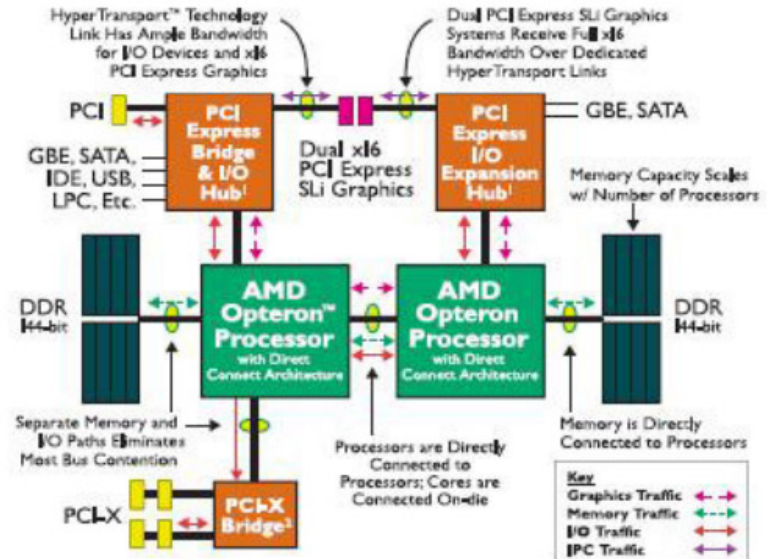 HyperTransport™ Technology
Link Has Ample Bandwidth
for I/O Devices and x16
PCI Express Graphics
Dual PCI Express SLi Graphics
Systems Receive Full x16
Bandwidth Over Dedicated
HyperTransport Links
PCI
PCI
Express
Bridge
& I/O
Hub¹
Dual x16
PCI Express
SLi Graphics
PCI
Express
I/O
Expansion
Hub¹
GBE, SATA
GBE, SATA,
IDE, USB,
LPC, Etc.
Memory Capacity Scales
w/ Number of Processors
DDR
144-bit
AMD
Opteron™
Processor
with Direct
Connect Architecture
AMD
Opteron
Processor
with Direct
Connect Architecture
DDR
144-bit
Separate Memory and
I/O Paths Eliminates
Most Bus Contention
Processors are Directly
Connected to
Processors; Cores are
Connected On-die
Memory is Directly
Connected to Processors
PCI-X
PCI-X
Bridge²
Key
Graphics Traffic
Memory Traffic
I/O Traffic
IPC Traffic